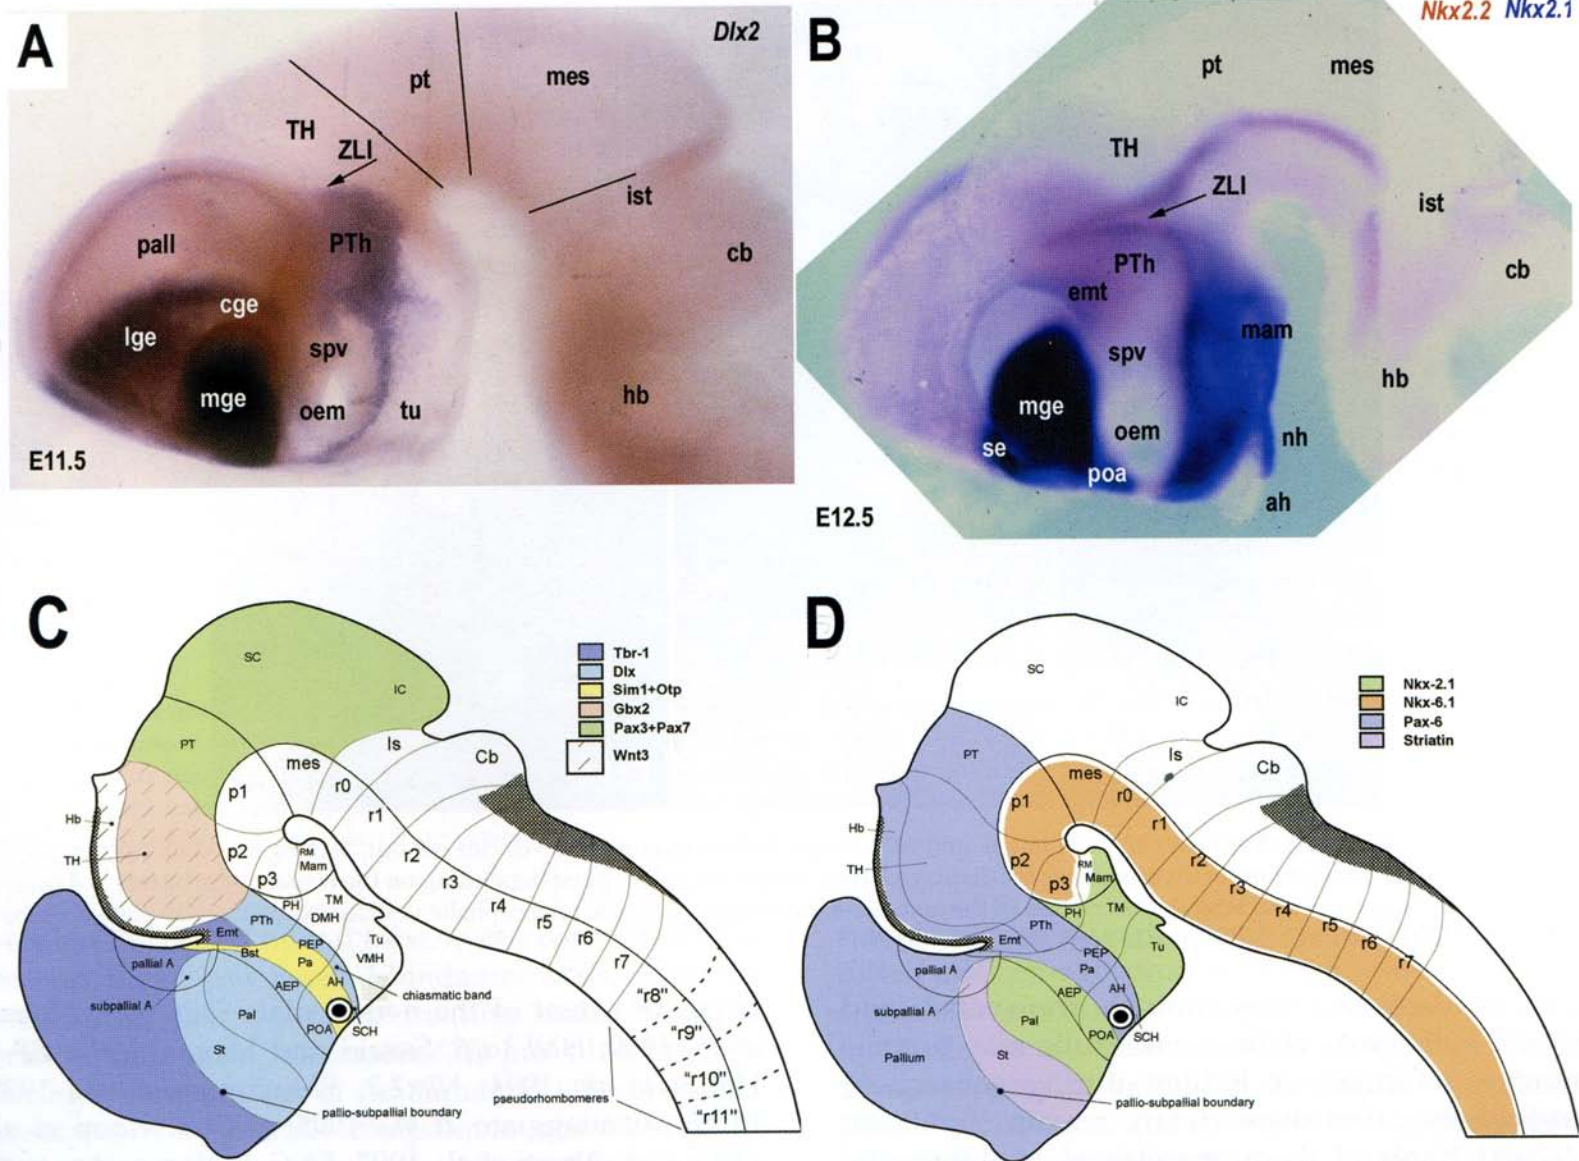 A
Dlx2
pt
mes
TH
ZLI
ist
pall
PTh
cb
cge
lge
spv
mge
oem
tu
hb
E11.5
B
Nkx2.2 Nkx2.1
pt
mes
TH
ZLI
ist
PTh
cb
emt
mam
spv
hb
mge
oem
nh
se
poa
ah
E12.5
C
SC
IC
PT
Is
mes
Cb
p1
r0
r1
Hb
TH
p2
RM
Mam
r2
p3
r3
PH
TM
r4
PTh
DMH
r5
Emt
PEP
Tu
r6
pallial A
Bst
Pa
VMH
r7
subpallial A
AEP
AH
chiasmatic band
"r8"
Pal
POA
SCH
"r9"
St
"r10"
pseudorhombomeres
"r11"
pallio-subpallial boundary
Tbr-1
Dlx
Sim1+Otp
Gbx2
Pax3+Pax7
Wnt3
D
SC
IC
PT
Is
mes
Cb
p1
r0
r1
Hb
TH
p2
RM
Mam
r2
p3
r3
PH
TM
r4
PTh
r5
Emt
PEP
Tu
r6
pallial A
Pa
r7
subpallial A
AEP
AH
Pal
POA
SCH
Pallium
St
pallio-subpallial boundary
Nkx-2.1
Nkx-6.1
Pax-6
Striatin